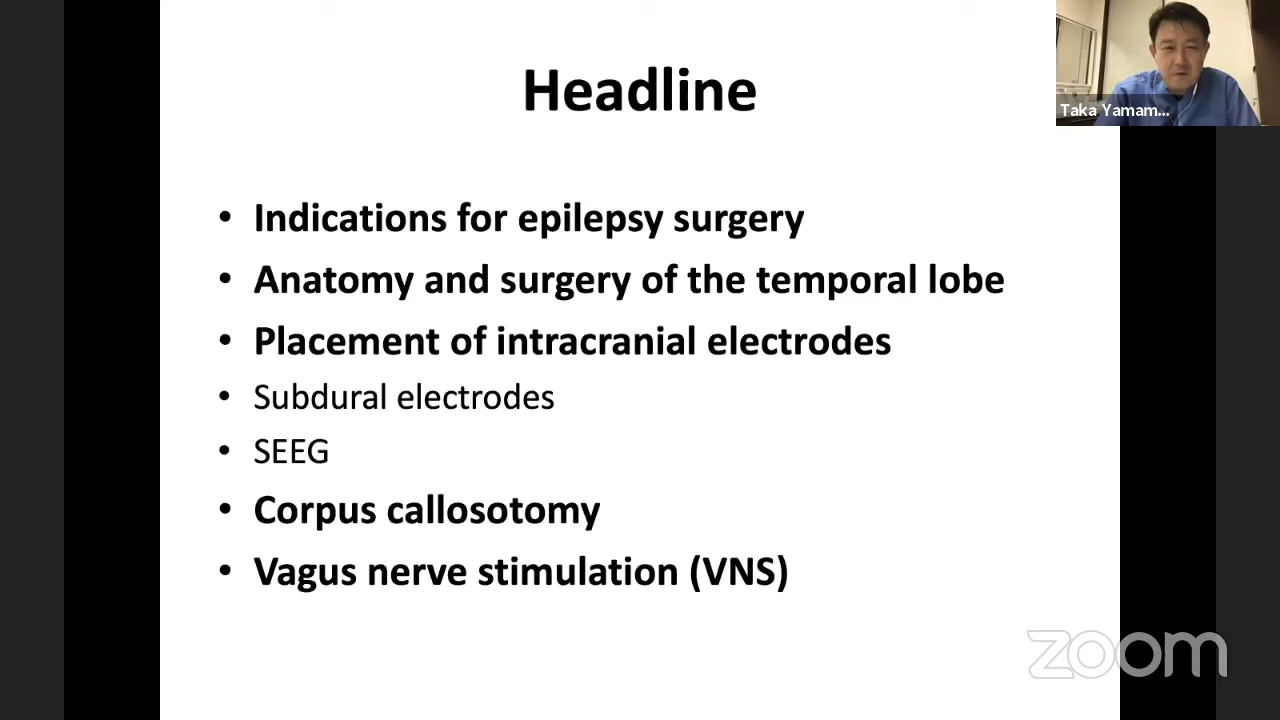 Headline
Taka Yamam...
• Indications for epilepsy surgery
• Anatomy and surgery of the temporal lobe
• Placement of intracranial electrodes
• Subdural electrodes
• SEEG
• Corpus callosotomy
• Vagus nerve stimulation (VNS)
zoom